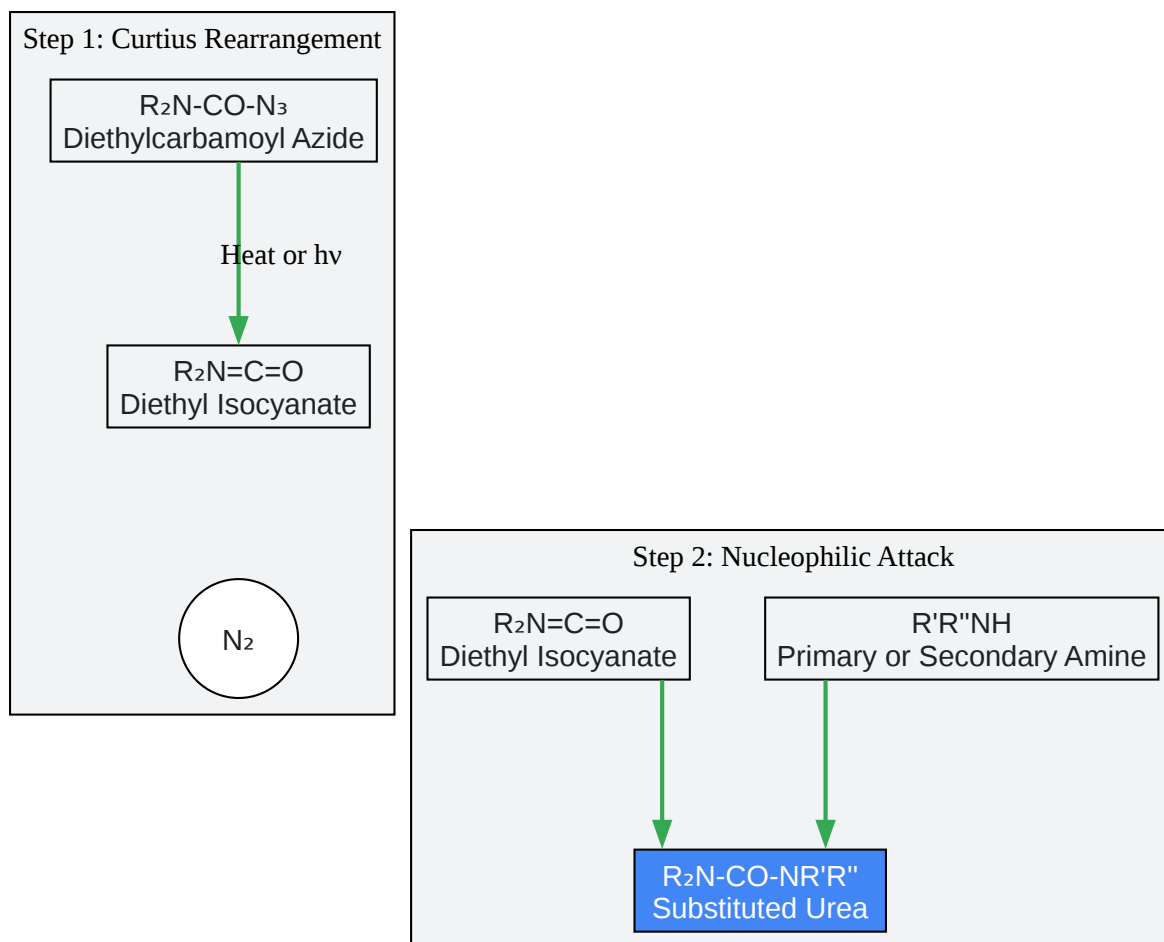 Step 1: Curtius Rearrangement
R₂N-CO-N₃
Diethylcarbamoyl Azide
Heat or hν
R₂N=C=O
Diethyl Isocyanate
N₂
Step 2: Nucleophilic Attack
R₂N=C=O
Diethyl Isocyanate
R'R"NH
Primary or Secondary Amine
R₂N-CO-NR'R"
Substituted Urea